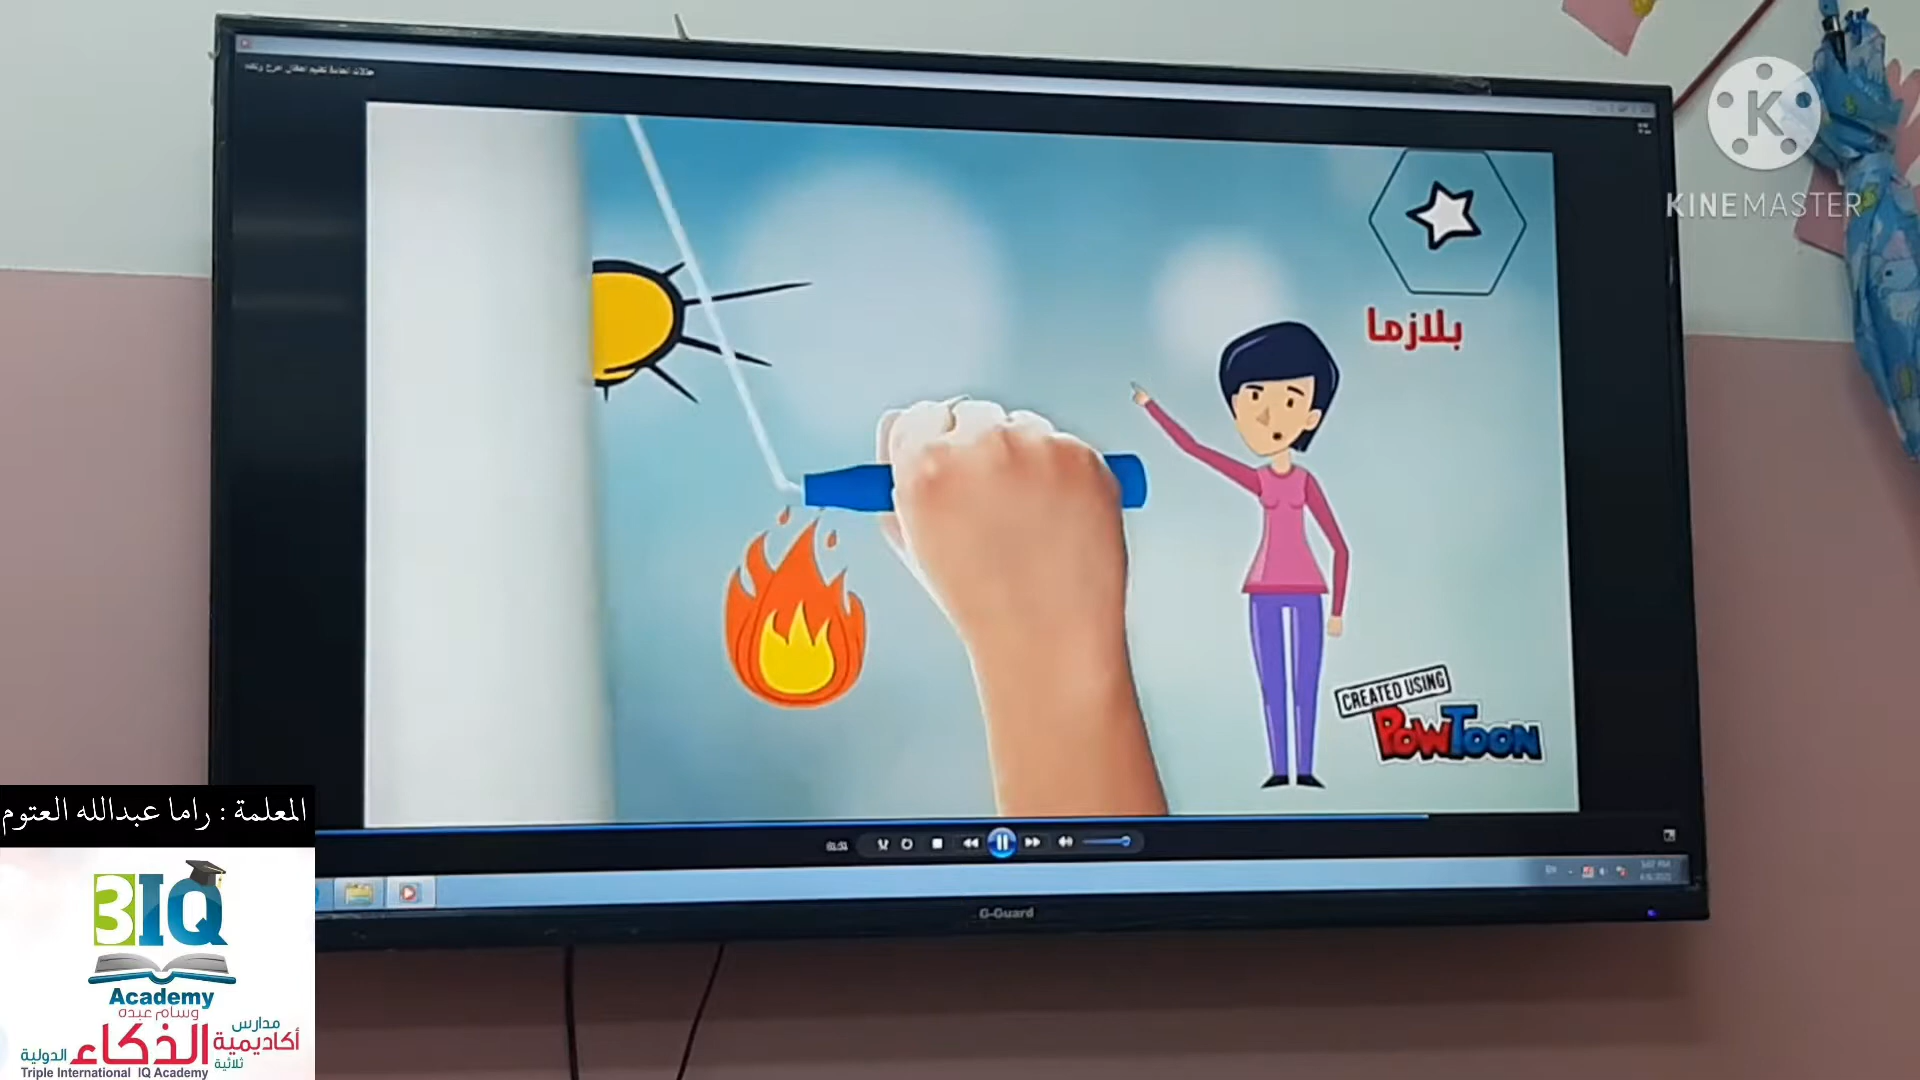 KINEMASTER
بلازما
CREATED USING
POWTOON
EN
G-Guard
المعلمة : راما عبدالله العتوم
3IQ
Academy
وسام عبده
مدارس
أكاديمية الذكاء الدولية
ثلاثية
Triple International IQ Academy